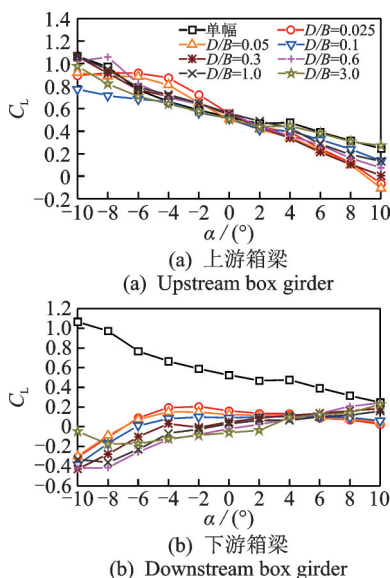 单幅 D/B=0.025
D/B=0.05 D/B=0.1
D/B=0.3 D/B=0.6
D/B=1.0 D/B=3.0
1.4
1.2
1.0
0.8
0.6
0.4
0.2
0
−0.2
C_L
−10 −8 −6 −4 −2 0 2 4 6 8 10
α / (°)
(a) 上游箱梁
(a) Upstream box girder
1.2
1.0
0.8
0.6
0.4
0.2
0
−0.2
−0.4
−0.6
C_L
−10 −8 −6 −4 −2 0 2 4 6 8 10
α / (°)
(b) 下游箱梁
(b) Downstream box girder